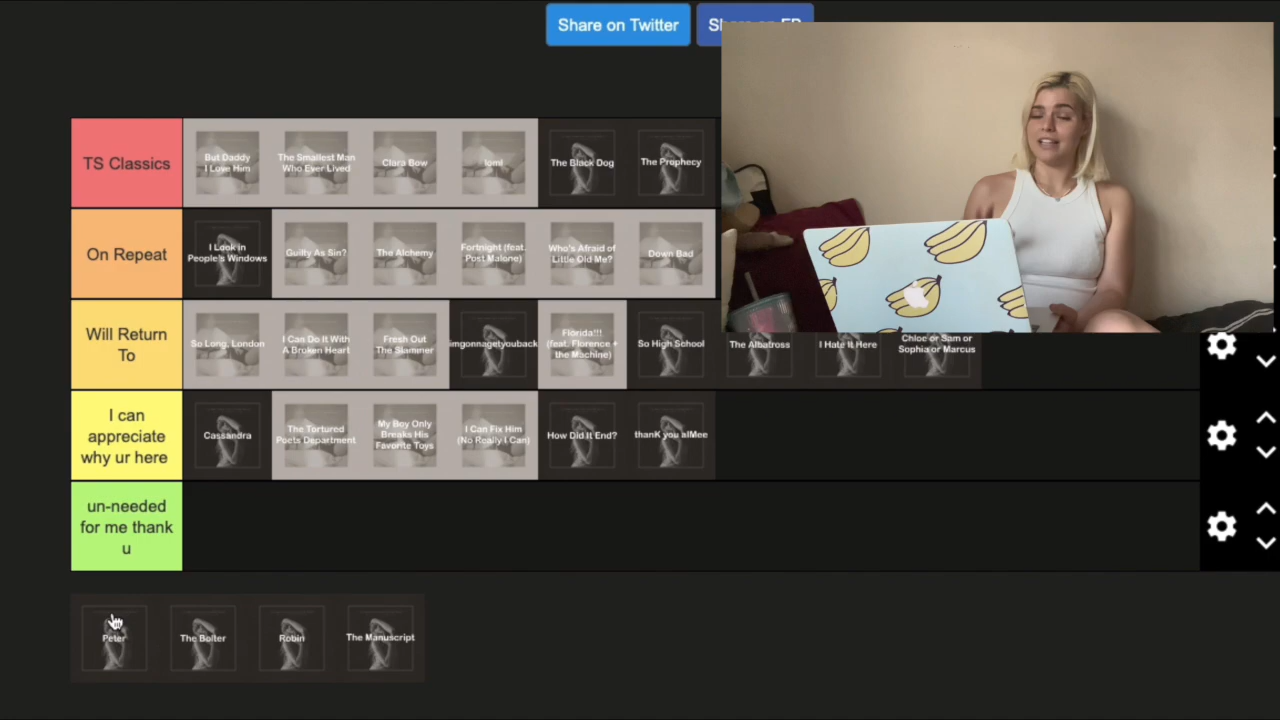 Share on Twitter
Share on FB
TS Classics
But Daddy
I Love Him
The Smallest Man
Who Ever Lived
Clara Bow
loml
The Black Dog
The Prophecy
On Repeat
I Look in
People's Windows
Guilty As Sin?
The Alchemy
Fortnight (feat.
Post Malone)
Who's Afraid of
Little Old Me?
Down Bad
Will Return
To
So Long, London
I Can Do It With
A Broken Heart
Fresh Out
The Slammer
imgonnagetyouback
Florida!!!
(feat. Florence +
the Machine)
So High School
The Albatross
I Hate It Here
Chloe or Sam or
Sophia or Marcus
I can
appreciate
why ur here
Cassandra
The Tortured
Poets Department
My Boy Only
Breaks His
Favorite Toys
I Can Fix Him
(No Really I Can)
How Did It End?
thanK you aIMee
un-needed
for me thank
u
Peter
The Bolter
Robin
The Manuscript